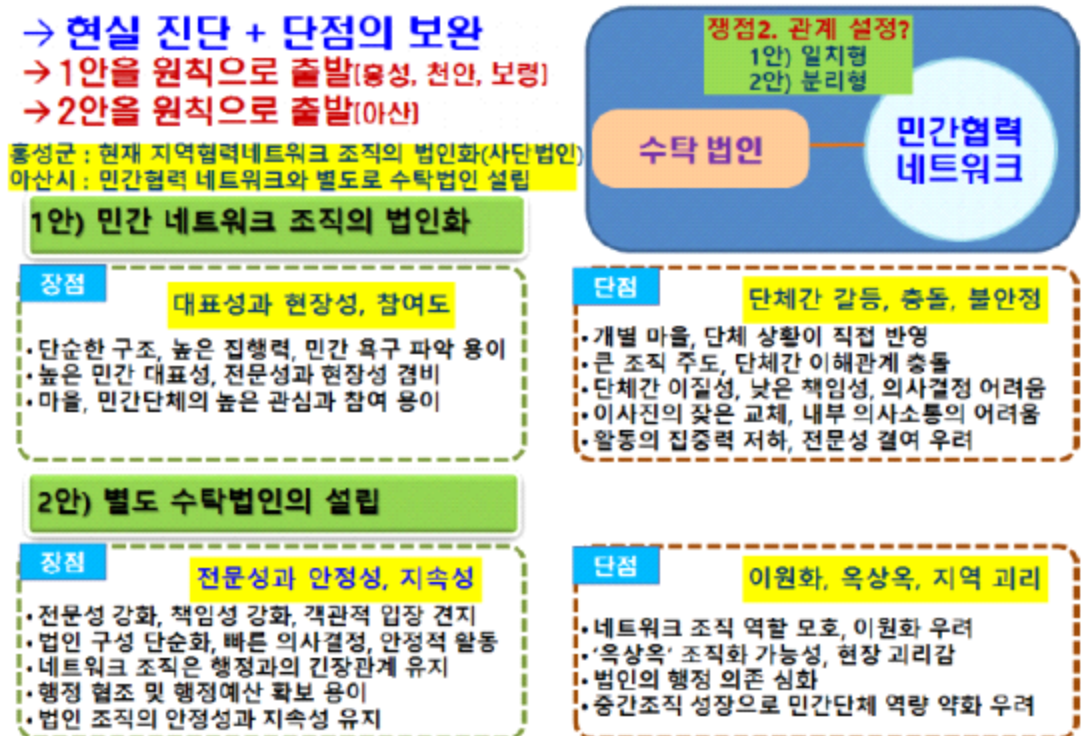 → 현실 진단 + 단점의 보완
→ 1안을 원칙으로 출발[홍성, 천안, 보령]
→ 2안을 원칙으로 출발[아산]
홍성군 : 현재 지역협력네트워크 조직의 법인화(사단법인)
아산시 : 민간협력 네트워크와 별도로 수탁법인 설립
쟁점2. 관계 설정?
1안) 일치형
2안) 분리형
수탁 법인
민간협력
네트워크
1안) 민간 네트워크 조직의 법인화
장점
대표성과 현장성, 참여도
•단순한 구조, 높은 집행력, 민간 욕구 파악 용이
•높은 민간 대표성, 전문성과 현장성 겸비
•마을, 민간단체의 높은 관심과 참여 용이
단점
단체간 갈등, 충돌, 불안정
•개별 마을, 단체 상황이 직접 반영
•큰 조직 주도, 단체간 이해관계 충돌
•단체간 이질성, 낮은 책임성, 의사결정 어려움
•이사진의 잦은 교체, 내부 의사소통의 어려움
•활동의 집중력 저하, 전문성 결여 우려
2안) 별도 수탁법인의 설립
장점
전문성과 안정성, 지속성
•전문성 강화, 책임성 강화, 객관적 입장 견지
•법인 구성 단순화, 빠른 의사결정, 안정적 활동
•네트워크 조직은 행정과의 긴장관계 유지
•행정 협조 및 행정예산 확보 용이
•법인 조직의 안정성과 지속성 유지
단점
이원화, 옥상옥, 지역 괴리
•네트워크 조직 역할 모호, 이원화 우려
•‘옥상옥’ 조직화 가능성, 현장 괴리감
•법인의 행정 의존 심화
•중간조직 성장으로 민간단체 역량 약화 우려